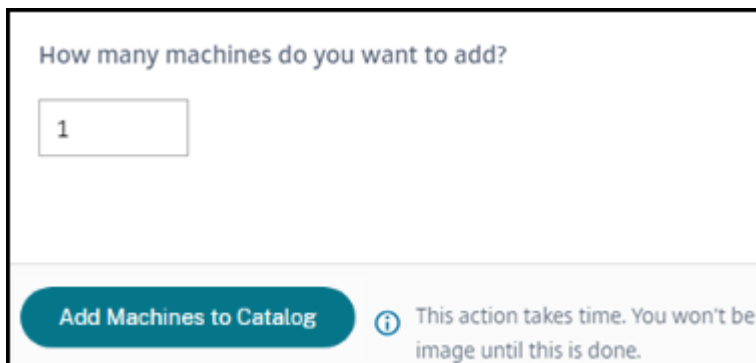 How many machines do you want to add?
1
Add Machines to Catalog
This action takes time. You won't be
image until this is done.